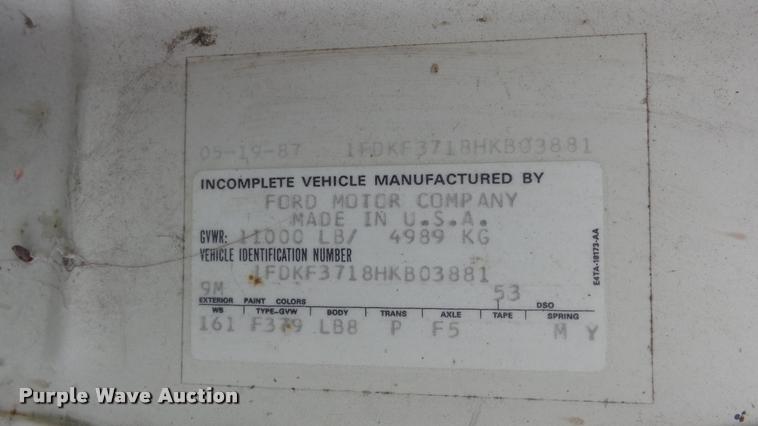 05-19-87 1FDKF3718HKB03881
INCOMPLETE VEHICLE MANUFACTURED BY
FORD MOTOR COMPANY
MADE IN U.S.A.
GVWR: 11000 LB/ 4989 KG
VEHICLE IDENTIFICATION NUMBER
1FDKF3718HKB03881
9M 53
EXTERIOR PAINT COLORS DSO
WB TYPE-GVW BODY TRANS AXLE TAPE SPRING
161 F379 LB8 P F5 M Y
E4TA-10173-AA
Purple Wave Auction